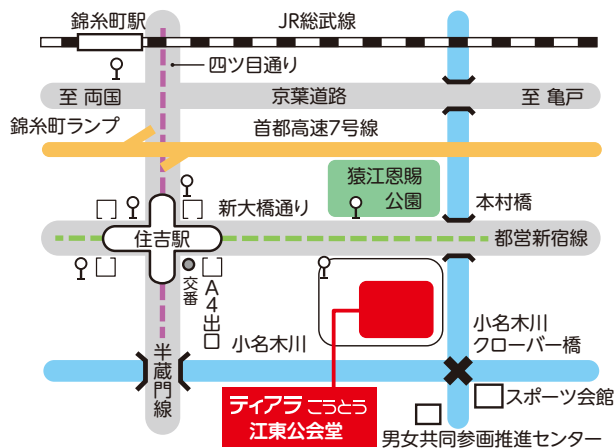 錦糸町駅
JR総武線
四ツ目通り
至 両国
京葉道路
至 亀戸
錦糸町ランプ
首都高速7号線
猿江恩賜
公園
新大橋通り
本村橋
住吉駅
都営新宿線
交番
A4出口
小名木川
小名木川
クローバー橋
半蔵門線
ティアラ こうとう
江東公会堂
スポーツ会館
男女共同参画推進センター